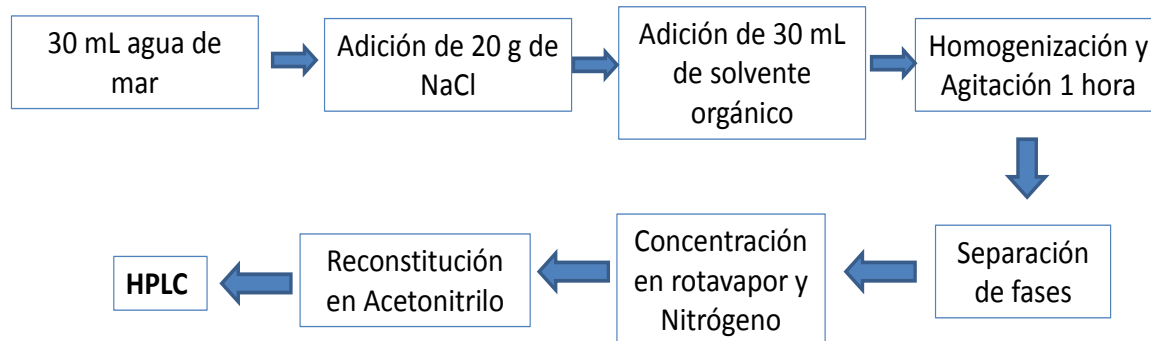 30 mL agua de
mar
Adición de 20 g de
NaCl
Adición de 30 mL
de solvente
orgánico
Homogenización y
Agitación 1 hora
Separación
de fases
Concentración
en rotavapor y
Nitrógeno
Reconstitución
en Acetonitrilo
HPLC